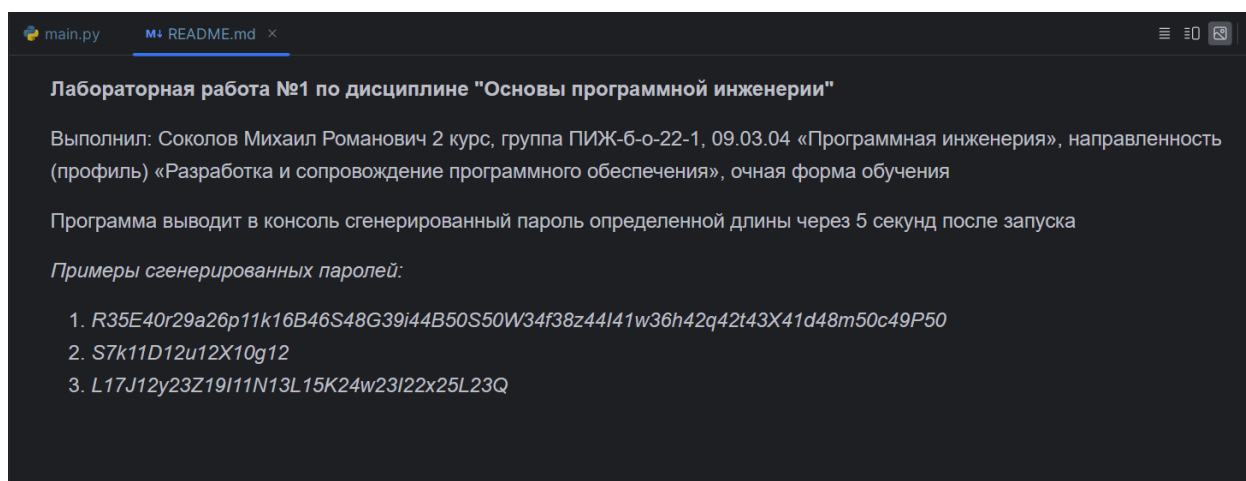 main.py M↓ README.md ×
Лабораторная работа №1 по дисциплине "Основы программной инженерии"
Выполнил: Соколов Михаил Романович 2 курс, группа ПИЖ-б-о-22-1, 09.03.04 «Программная инженерия», направленность
(профиль) «Разработка и сопровождение программного обеспечения», очная форма обучения
Программа выводит в консоль сгенерированный пароль определенной длины через 5 секунд после запуска
Примеры сгенерированных паролей:
1. R35E40r29a26p11k16B46S48G39i44B50S50W34f38z44I41w36h42q42t43X41d48m50c49P50
2. S7k11D12u12X10g12
3. L17J12y23Z19I11N13L15K24w23I22x25L23Q